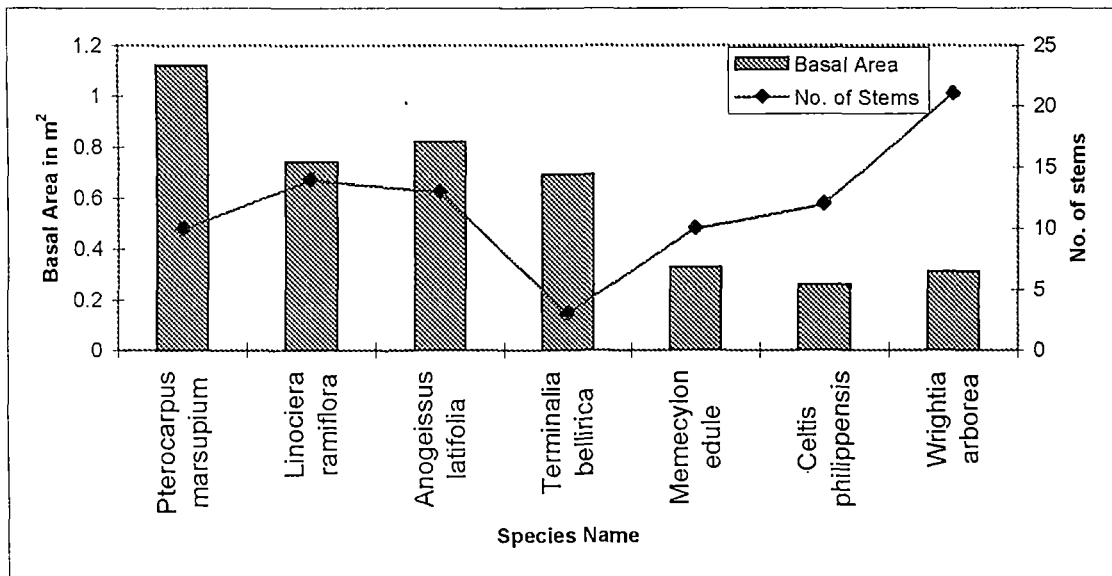 1.2
1
0.8
0.6
0.4
0.2
0
Basal Area in m²
25
20
15
10
5
0
No. of stems
Basal Area
No. of Stems
Pterocarpus
marsupium
Linociera
ramiflora
Anogeissus
latifolia
Terminalia
bellirica
Memecylon
edule
Celtis
philippensis
Wrightia
arborea
Species Name